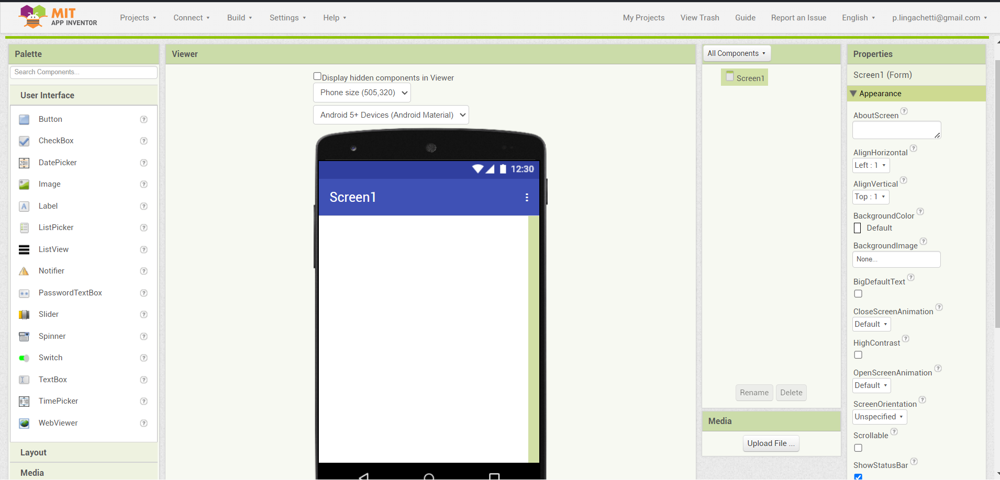 MIT
APP INVENTOR
Projects
Connect
Build
Settings
Help
My Projects
View Trash
Guide
Report an Issue
English
p.lingachetti@gmail.com
Palette
Search Components...
User Interface
Button
CheckBox
DatePicker
Image
Label
ListPicker
ListView
Notifier
PasswordTextBox
Slider
Spinner
Switch
TextBox
TimePicker
WebViewer
Layout
Media
Viewer
Display hidden components in Viewer
Phone size (505,320)
Android 5+ Devices (Android Material)
12:30
Screen1
All Components
Screen1
Rename
Delete
Media
Upload File ...
Properties
Screen1 (Form)
Appearance
AboutScreen
AlignHorizontal
Left : 1
AlignVertical
Top : 1
BackgroundColor
Default
BackgroundImage
None...
BigDefaultText
CloseScreenAnimation
Default
HighContrast
OpenScreenAnimation
Default
ScreenOrientation
Unspecified
Scrollable
ShowStatusBar